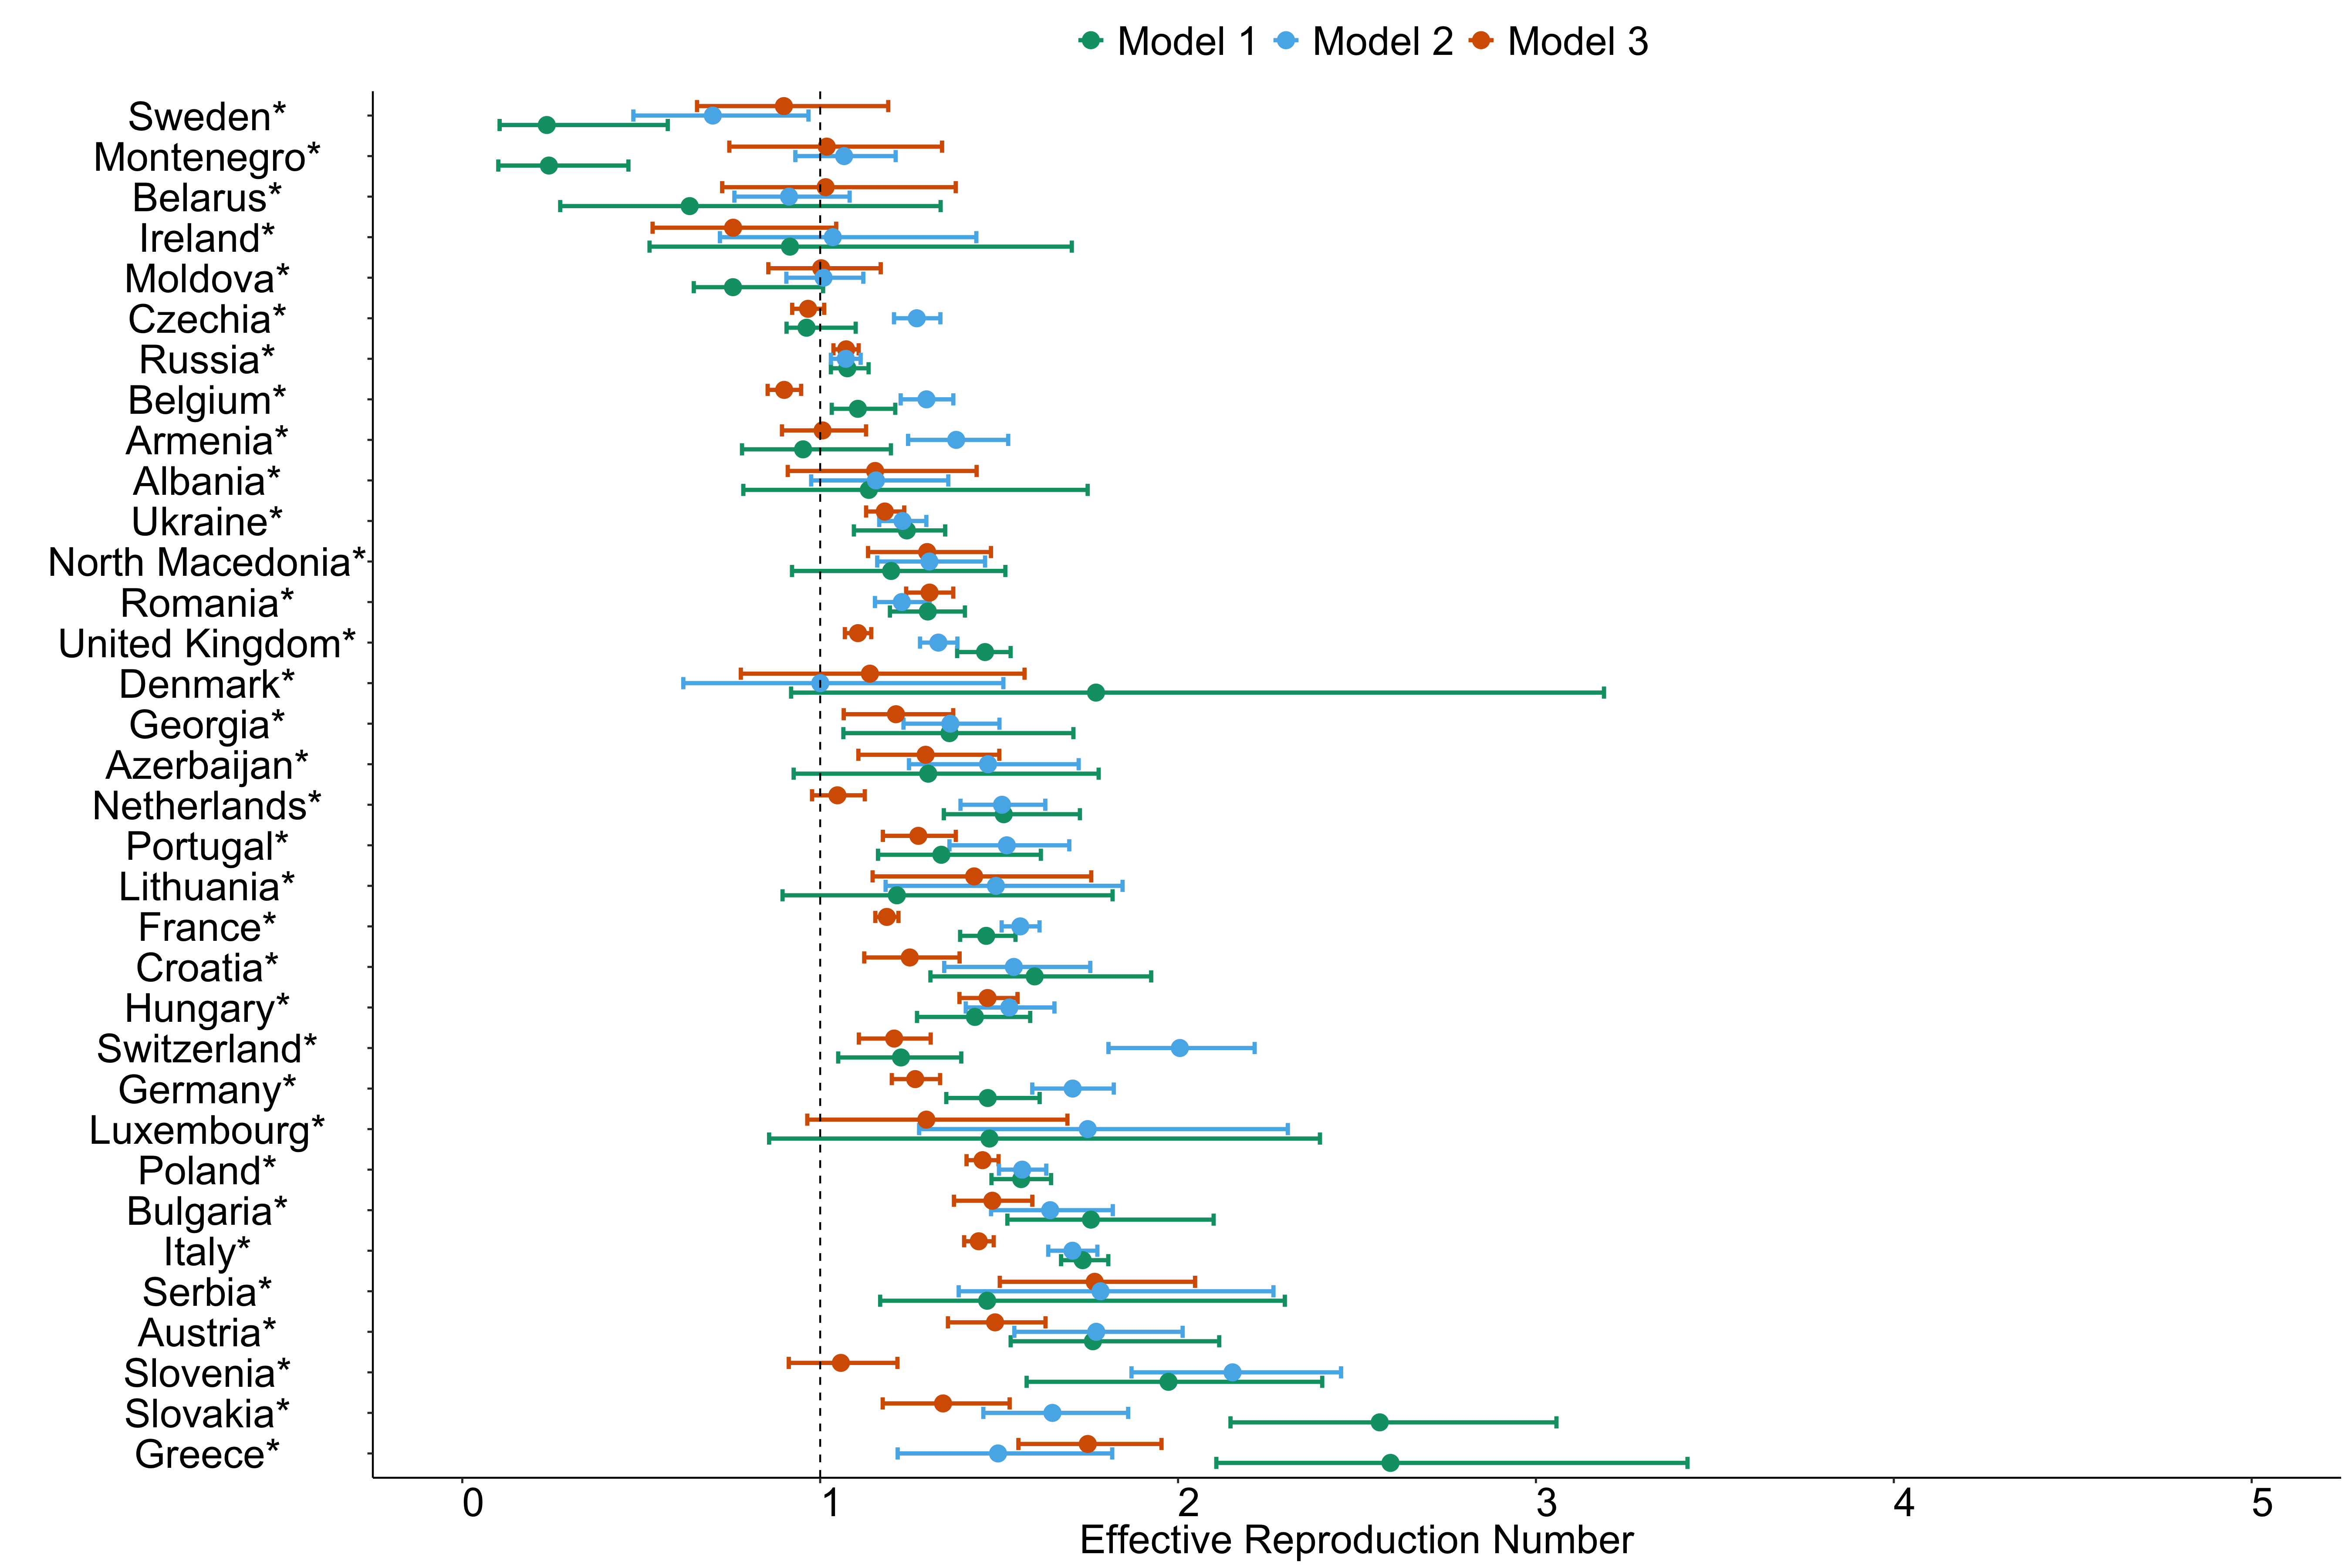 Model 1 Model 2 Model 3
Sweden*
Montenegro*
Belarus*
Ireland*
Moldova*
Czechia*
Russia*
Belgium*
Armenia*
Albania*
Ukraine*
North Macedonia*
Romania*
United Kingdom*
Denmark*
Georgia*
Azerbaijan*
Netherlands*
Portugal*
Lithuania*
France*
Croatia*
Hungary*
Switzerland*
Germany*
Luxembourg*
Poland*
Bulgaria*
Italy*
Serbia*
Austria*
Slovenia*
Slovakia*
Greece*
0 1 2 3 4 5
Effective Reproduction Number